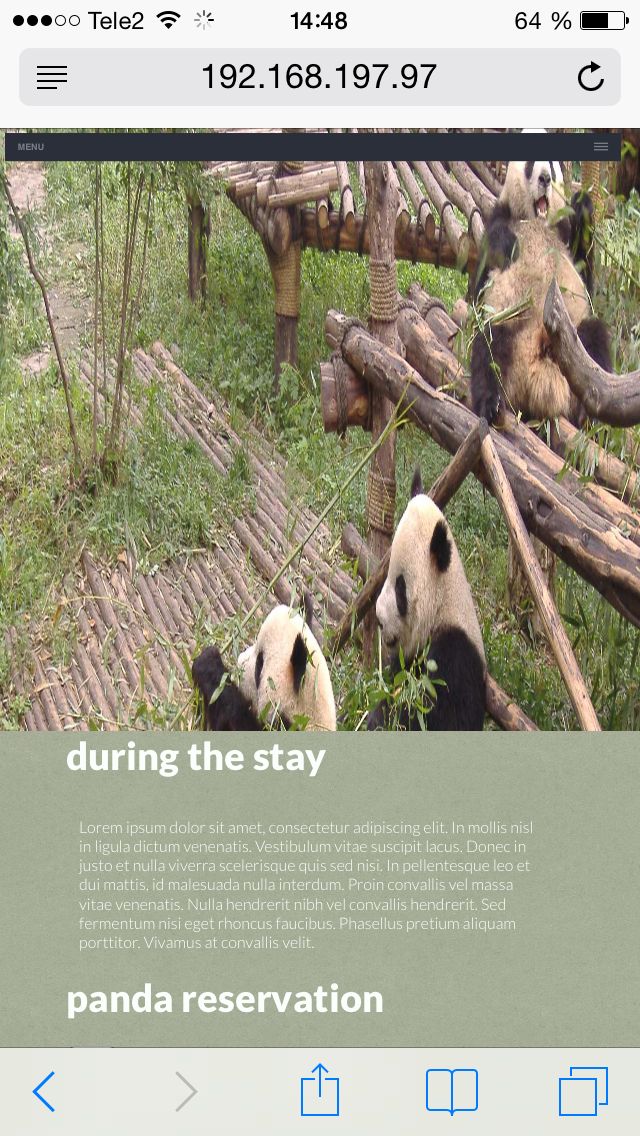 Tele2 14:48 64 %
192.168.197.97
MENU
during the stay
Lorem ipsum dolor sit amet, consectetur adipiscing elit. In mollis nisl
in ligula dictum venenatis. Vestibulum vitae suscipit lacus. Donec in
justo et nulla viverra scelerisque quis sed nisi. In pellentesque leo et
dui mattis, id malesuada nulla interdum. Proin convallis vel massa
vitae venenatis. Nulla hendrerit nibh vel convallis hendrerit. Sed
fermentum nisi eget rhoncus faucibus. Phasellus pretium aliquam
porttitor. Vivamus at convallis velit.
panda reservation